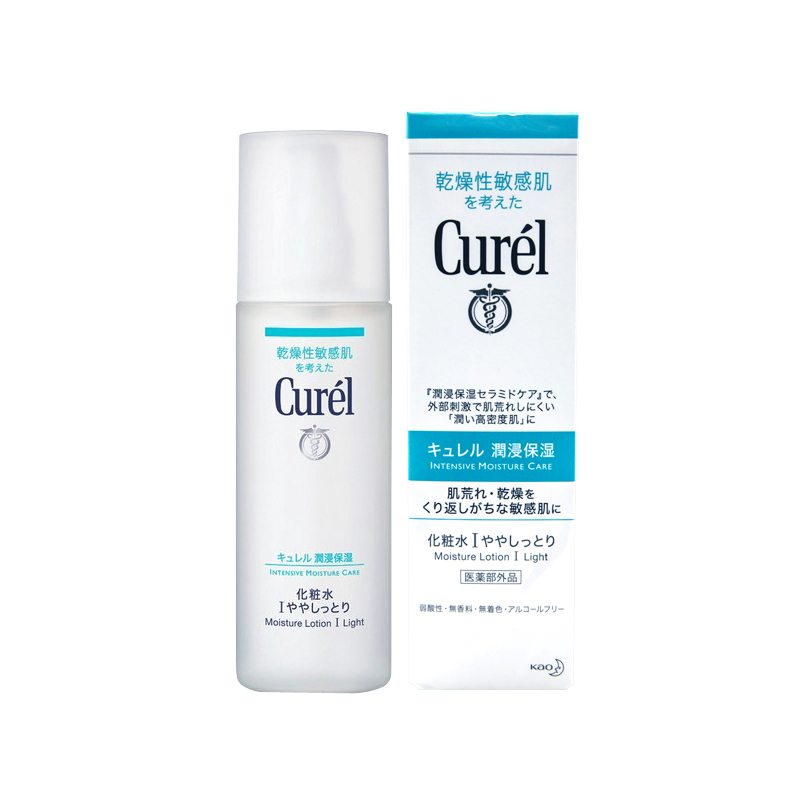 乾燥性敏感肌
を考えた
Curél
キュレル 潤浸保湿
INTENSIVE MOISTURE CARE
化粧水
Iややしっとり
Moisture Lotion I Light
乾燥性敏感肌
を考えた
Curél
『潤浸保湿セラミドケア』で、
外部刺激で肌荒れしにくい
「潤い高密度肌」に
キュレル 潤浸保湿
INTENSIVE MOISTURE CARE
肌荒れ・乾燥を
くり返しがちな敏感肌に
化粧水Iややしっとり
Moisture Lotion I Light
医薬部外品
弱酸性・無香料・無着色・アルコールフリー
Kao